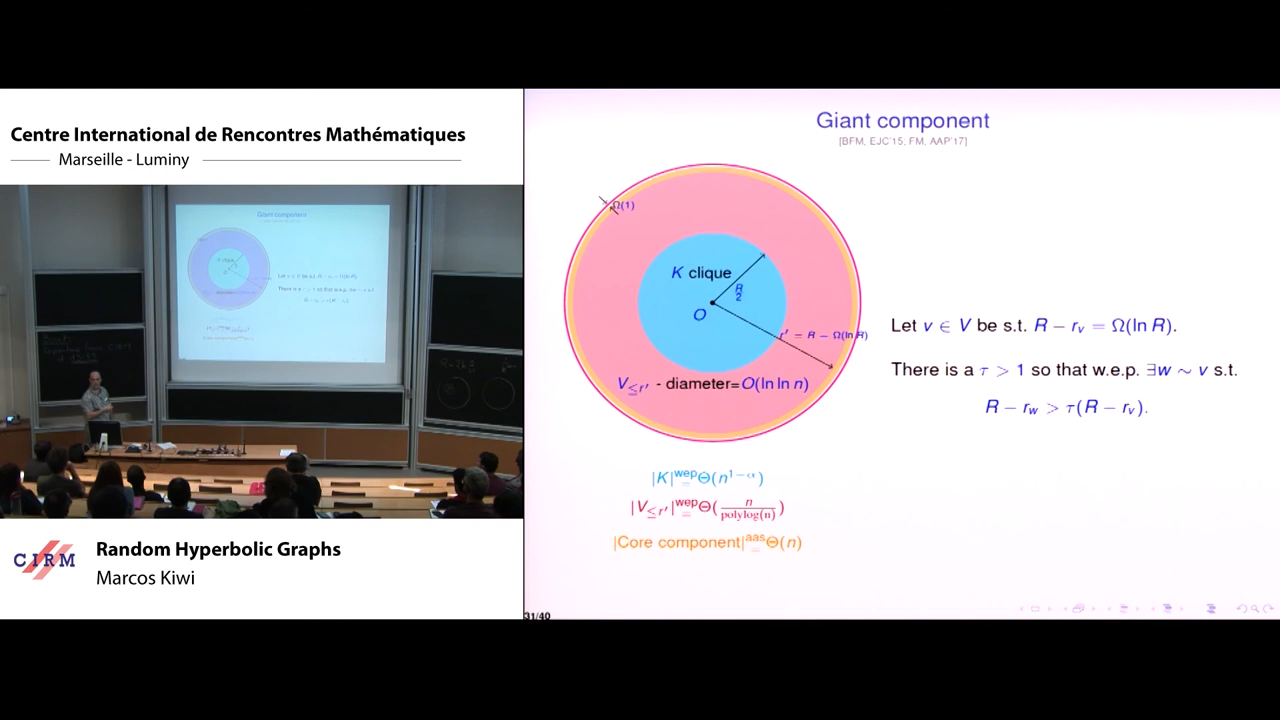 Centre International de Rencontres Mathématiques
Marseille - Luminy
Giant component
[BFM, EJC'15; FM, AAP'17]
Ω(1)
K clique
R/2
O
r' = R − Ω(ln R)
V≤r' - diameter=O(ln ln n)
Let v ∈ V be s.t. R − r_v = Ω(ln R).
There is a τ > 1 so that w.e.p. ∃w ∼ v s.t.
R − r_w > τ(R − r_v).
|K| wep= Θ(n^{1−α})
|V≤r'| wep= Θ(n/polylog(n))
|Core component| aas= Θ(n)
31/40
CIRM
Random Hyperbolic Graphs
Marcos Kiwi